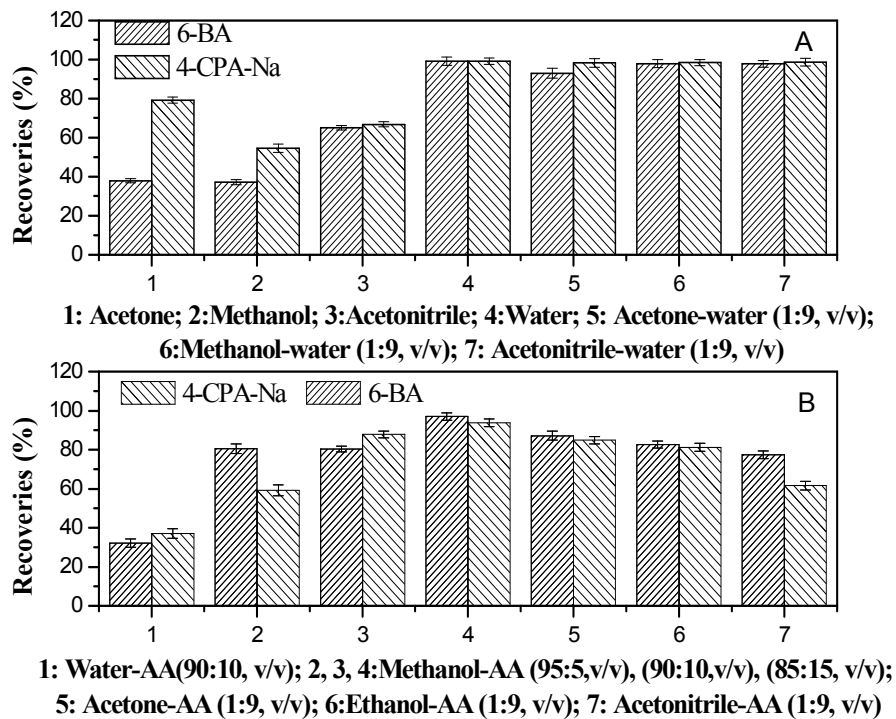 120
100
80
60
40
20
0
Recoveries (%)
6-BA
4-CPA-Na
A
1 2 3 4 5 6 7
1: Acetone; 2:Methanol; 3:Acetonitrile; 4:Water; 5: Acetone-water (1:9, v/v);
6:Methanol-water (1:9, v/v); 7: Acetonitrile-water (1:9, v/v)
120
100
80
60
40
20
0
Recoveries (%)
4-CPA-Na 6-BA
B
1 2 3 4 5 6 7
1: Water-AA(90:10, v/v); 2, 3, 4:Methanol-AA (95:5,v/v), (90:10,v/v), (85:15, v/v);
5: Acetone-AA (1:9, v/v); 6:Ethanol-AA (1:9, v/v); 7: Acetonitrile-AA (1:9, v/v)